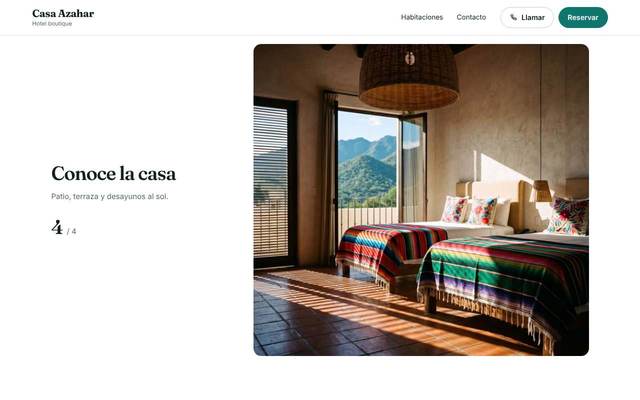 Casa Azahar
Hotel boutique
Habitaciones
Contacto
Llamar
Reservar
Conoce la casa
Patio, terraza y desayunos al sol.
4 / 4